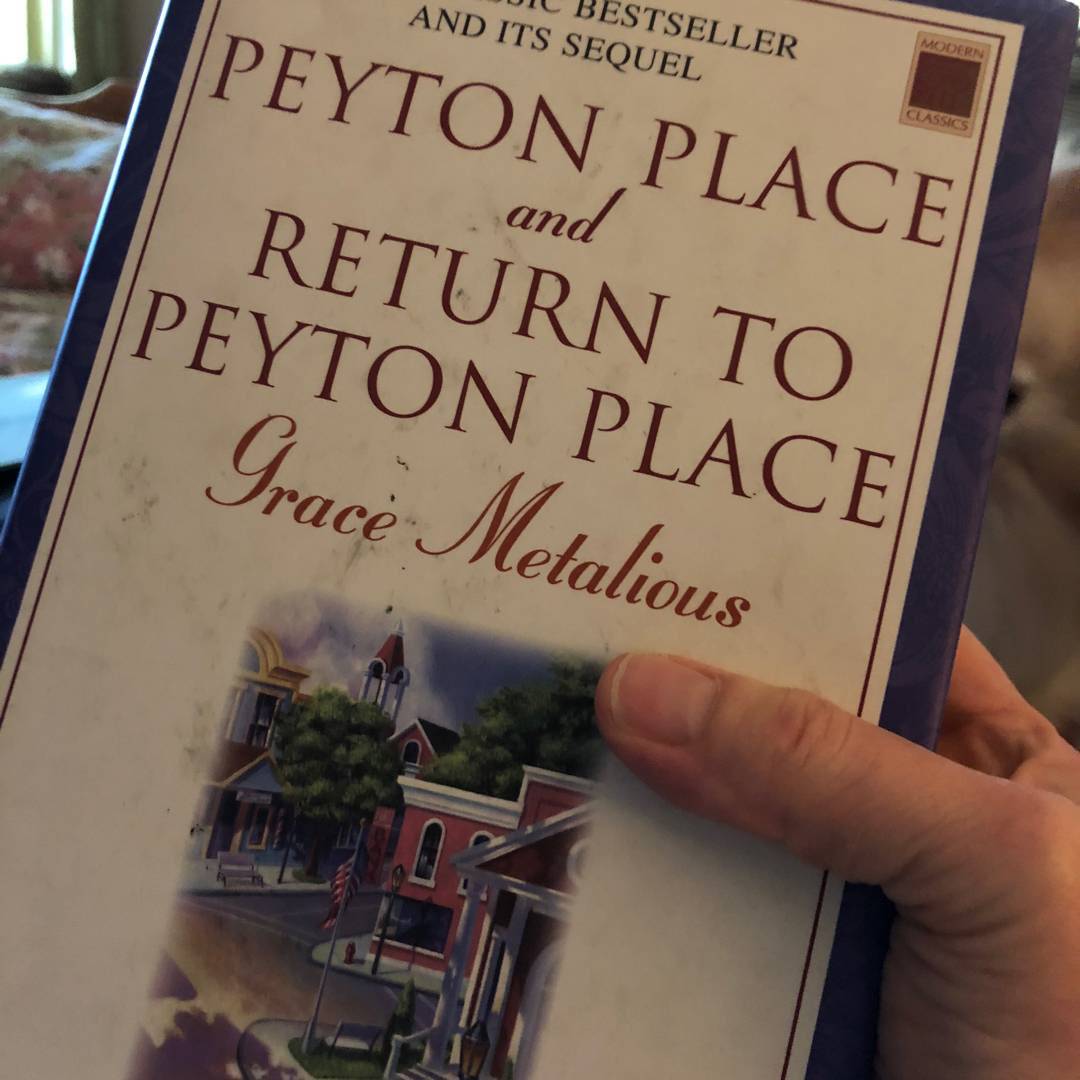 BESTSELLER
AND ITS SEQUEL
MODERN
CLASSICS
PEYTON PLACE
and
RETURN TO
PEYTON PLACE
Grace Metalious